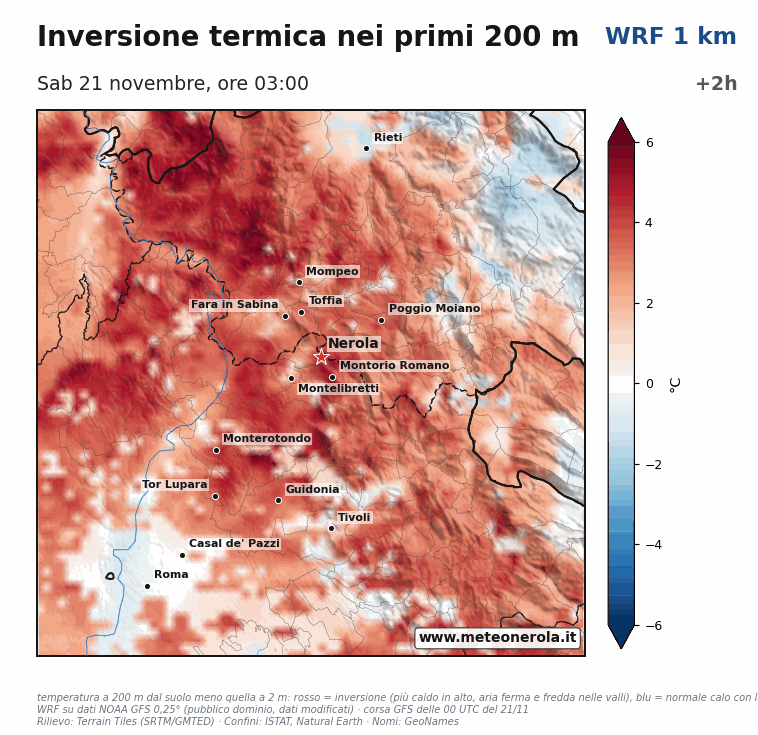 Inversione termica nei primi 200 m WRF 1 km
Sab 21 novembre, ore 03:00 +2h
Rieti
Mompeo
Toffia
Fara in Sabina
Poggio Moiano
Nerola
Montorio Romano
Montelibretti
Monterotondo
Tor Lupara
Guidonia
Tivoli
Casal de' Pazzi
Roma
www.meteonerola.it
6
4
2
0
−2
−4
−6
°C
temperatura a 200 m dal suolo meno quella a 2 m: rosso = inversione (più caldo in alto, aria ferma e fredda nelle valli), blu = normale calo con l
WRF su dati NOAA GFS 0,25° (pubblico dominio, dati modificati) · corsa GFS delle 00 UTC del 21/11
Rilievo: Terrain Tiles (SRTM/GMTED) · Confini: ISTAT, Natural Earth · Nomi: GeoNames